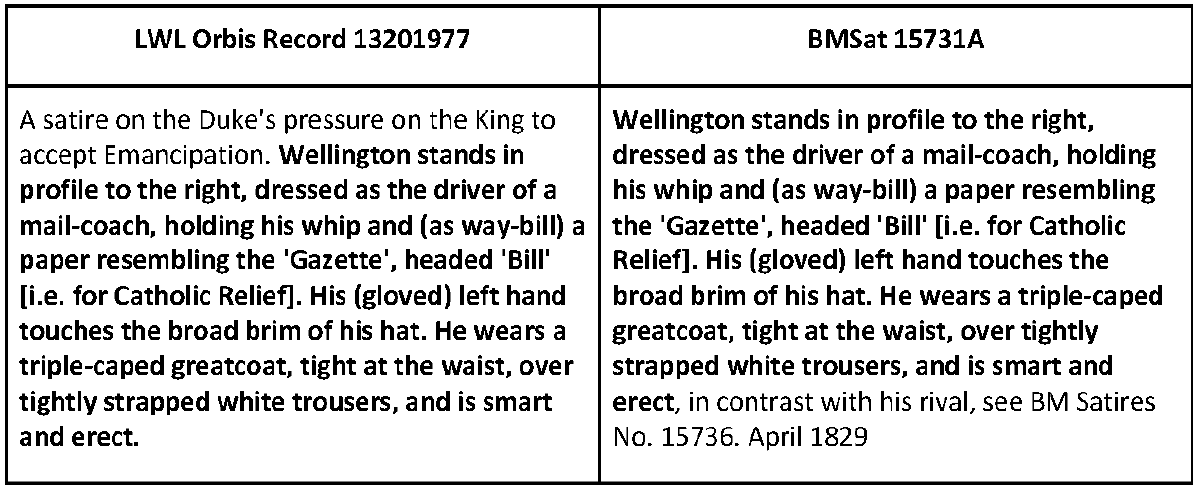 LWL Orbis Record 13201977
BMSat 15731A
A satire on the Duke's pressure on the King to
accept Emancipation. Wellington stands in
profile to the right, dressed as the driver of a
mail-coach, holding his whip and (as way-bill) a
paper resembling the 'Gazette', headed 'Bill'
[i.e. for Catholic Relief]. His (gloved) left hand
touches the broad brim of his hat. He wears a
triple-caped greatcoat, tight at the waist, over
tightly strapped white trousers, and is smart
and erect.
Wellington stands in profile to the right,
dressed as the driver of a mail-coach, holding
his whip and (as way-bill) a paper resembling
the 'Gazette', headed 'Bill' [i.e. for Catholic
Relief]. His (gloved) left hand touches the
broad brim of his hat. He wears a triple-caped
greatcoat, tight at the waist, over tightly
strapped white trousers, and is smart and
erect, in contrast with his rival, see BM Satires
No. 15736. April 1829